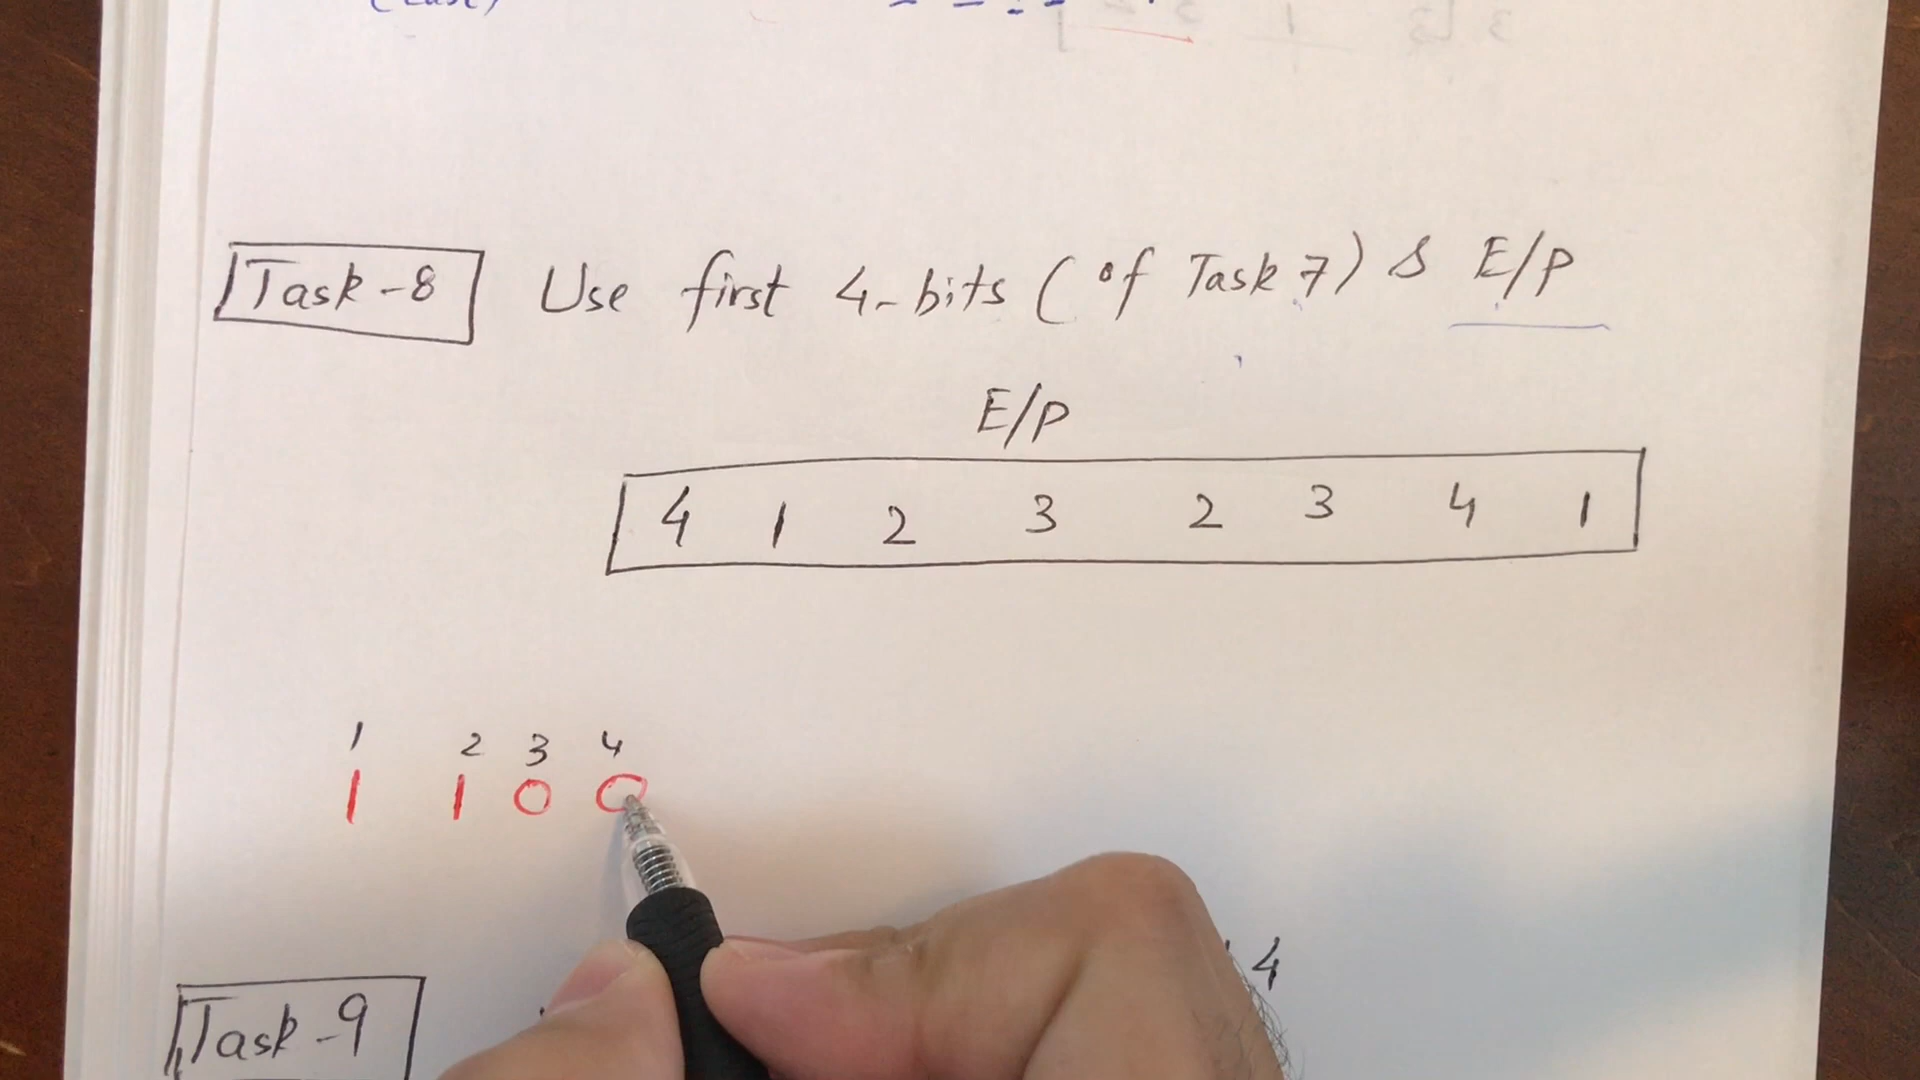 Task-8 Use first 4-bits (of Task 7) & E/P
E/P
4 1 2 3 2 3 4 1
1 2 3 4
1 1 0 0
4
Task-9